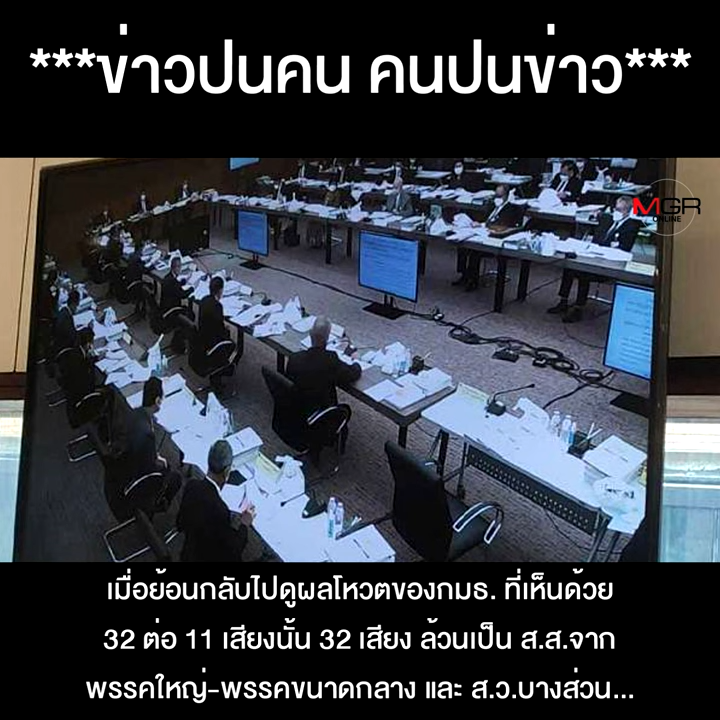 ***ข่าวปนคน คนปนข่าว***
MGR
ONLINE
เมื่อย้อนกลับไปดูผลโหวตของกมธ. ที่เห็นด้วย
32 ต่อ 11 เสียงนั้น 32 เสียง ล้วนเป็น ส.ส.จาก
พรรคใหญ่-พรรคขนาดกลาง และ ส.ว.บางส่วน...